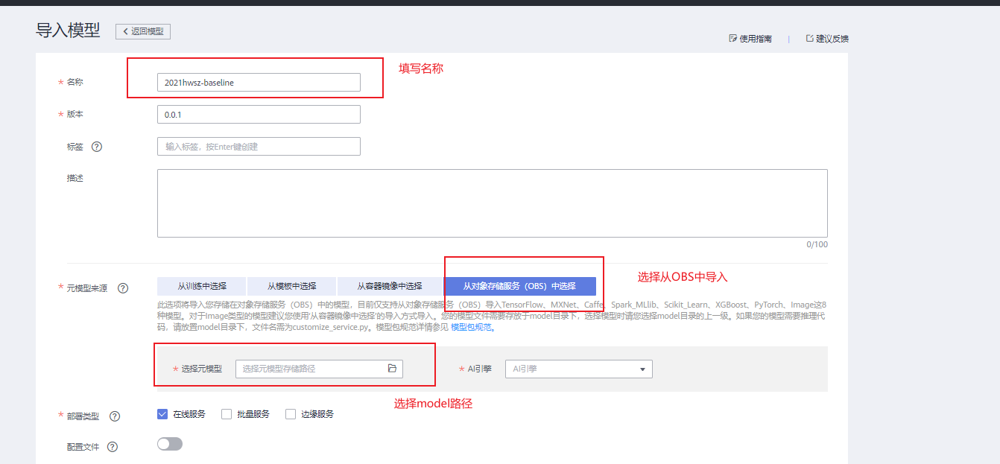 导入模型
返回模型
使用指南
建议反馈
* 名称
2021hwsz-baseline
填写名称
* 版本
0.0.1
标签
输入标签，按Enter键创建
描述
0/100
* 元模型来源
从训练中选择
从模板中选择
从容器镜像中选择
从对象存储服务（OBS）中选择
选择从OBS中导入
此选项将导入您存储在对象存储服务（OBS）中的模型，目前仅支持从对象存储服务（OBS）导入TensorFlow、MXNet、Caffe、Spark_MLlib、Scikit_Learn、XGBoost、PyTorch、Image这8
种模型。对于Image类型的模型建议您使用‘从容器镜像中选择’的导入方式导入。您的模型文件需要存放于model目录下，选择模型时请您选择model目录的上一级。如果您的模型需要推理代
码，请放置model目录下，文件名需为customize_service.py。模型包规范详情参见 模型包规范。
* 选择元模型
选择元模型存储路径
* AI引擎
AI引擎
选择model路径
* 部署类型
在线服务
批量服务
边缘服务
配置文件